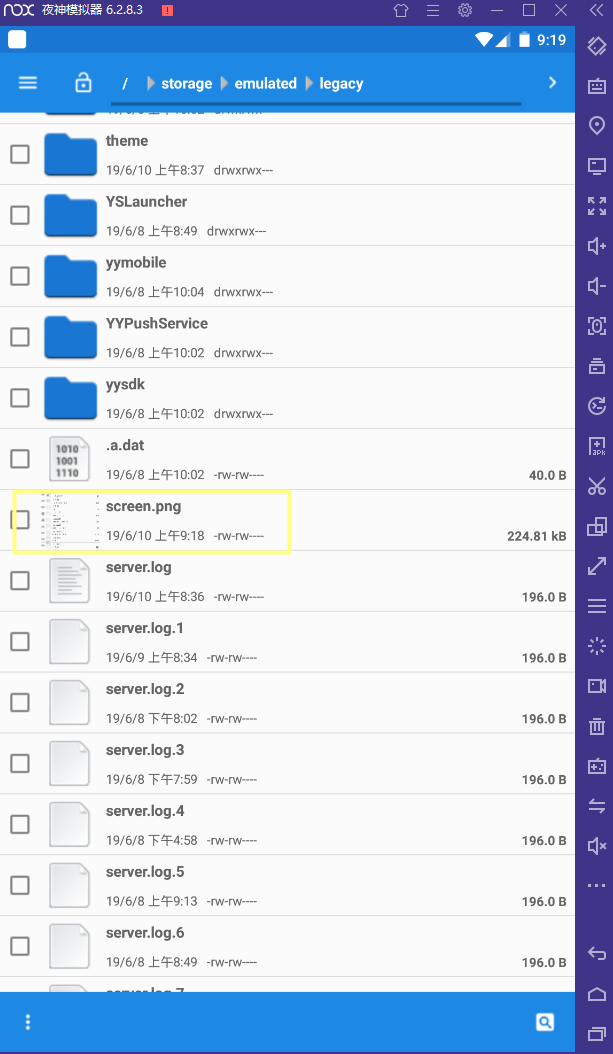 nox 夜神模拟器 6.2.8.3
9:19
/ storage emulated legacy
theme
19/6/10 上午8:37 drwxrwx---
YSLauncher
19/6/8 上午8:49 drwxrwx---
yymobile
19/6/8 上午10:04 drwxrwx---
YYPushService
19/6/8 上午10:02 drwxrwx---
yysdk
19/6/8 上午10:02 drwxrwx---
1010
1001
1110
.a.dat
19/6/8 上午10:02 -rw-rw---- 40.0 B
screen.png
19/6/10 上午9:18 -rw-rw---- 224.81 kB
server.log
19/6/10 上午8:36 -rw-rw---- 196.0 B
server.log.1
19/6/9 上午8:34 -rw-rw---- 196.0 B
server.log.2
19/6/8 下午8:02 -rw-rw---- 196.0 B
server.log.3
19/6/8 下午7:59 -rw-rw---- 196.0 B
server.log.4
19/6/8 下午4:58 -rw-rw---- 196.0 B
server.log.5
19/6/8 上午9:13 -rw-rw---- 196.0 B
server.log.6
19/6/8 上午8:49 -rw-rw---- 196.0 B
server.log.7